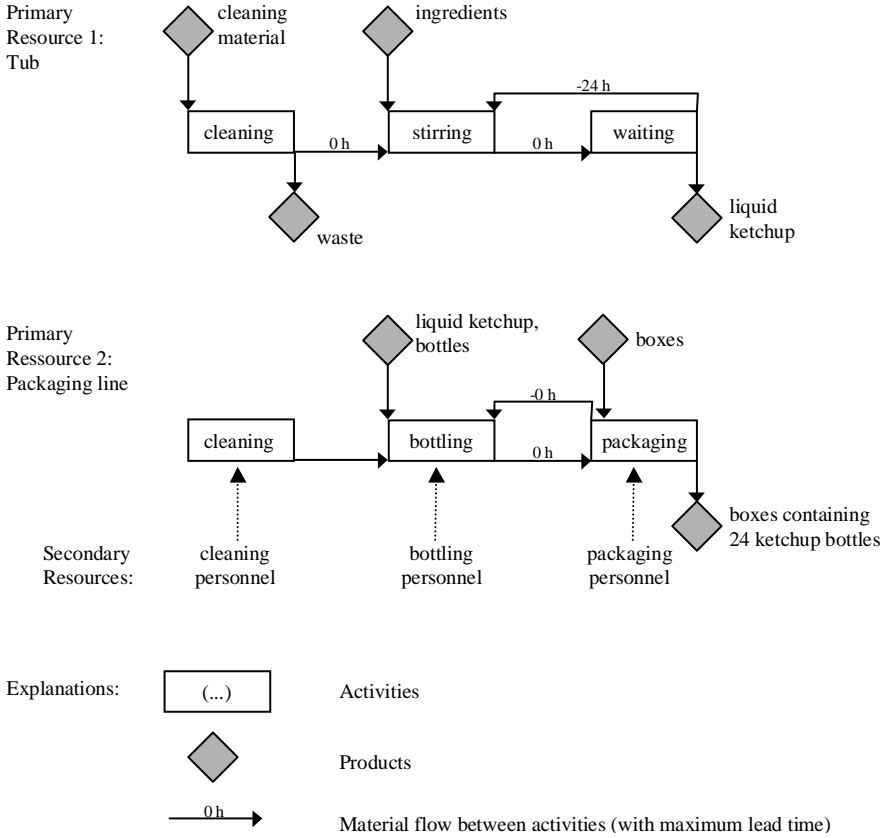 Primary
Resource 1:
Tub
cleaning
material
ingredients
-24 h
cleaning
stirring
waiting
0 h
0 h
waste
liquid
ketchup
Primary
Ressource 2:
Packaging line
liquid ketchup,
bottles
boxes
-0 h
cleaning
bottling
packaging
0 h
boxes containing
24 ketchup bottles
Secondary
Resources:
cleaning
personnel
bottling
personnel
packaging
personnel
Explanations:
(...)
Activities
Products
0 h
Material flow between activities (with maximum lead time)